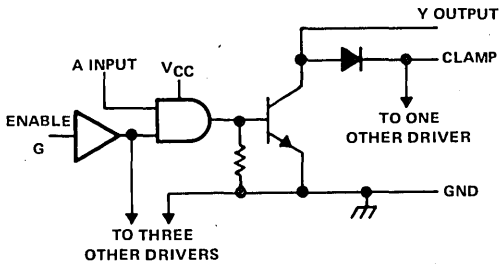 Y OUTPUT
A INPUT
VCC
CLAMP
ENABLE
G
TO ONE
OTHER DRIVER
GND
TO THREE
OTHER DRIVERS